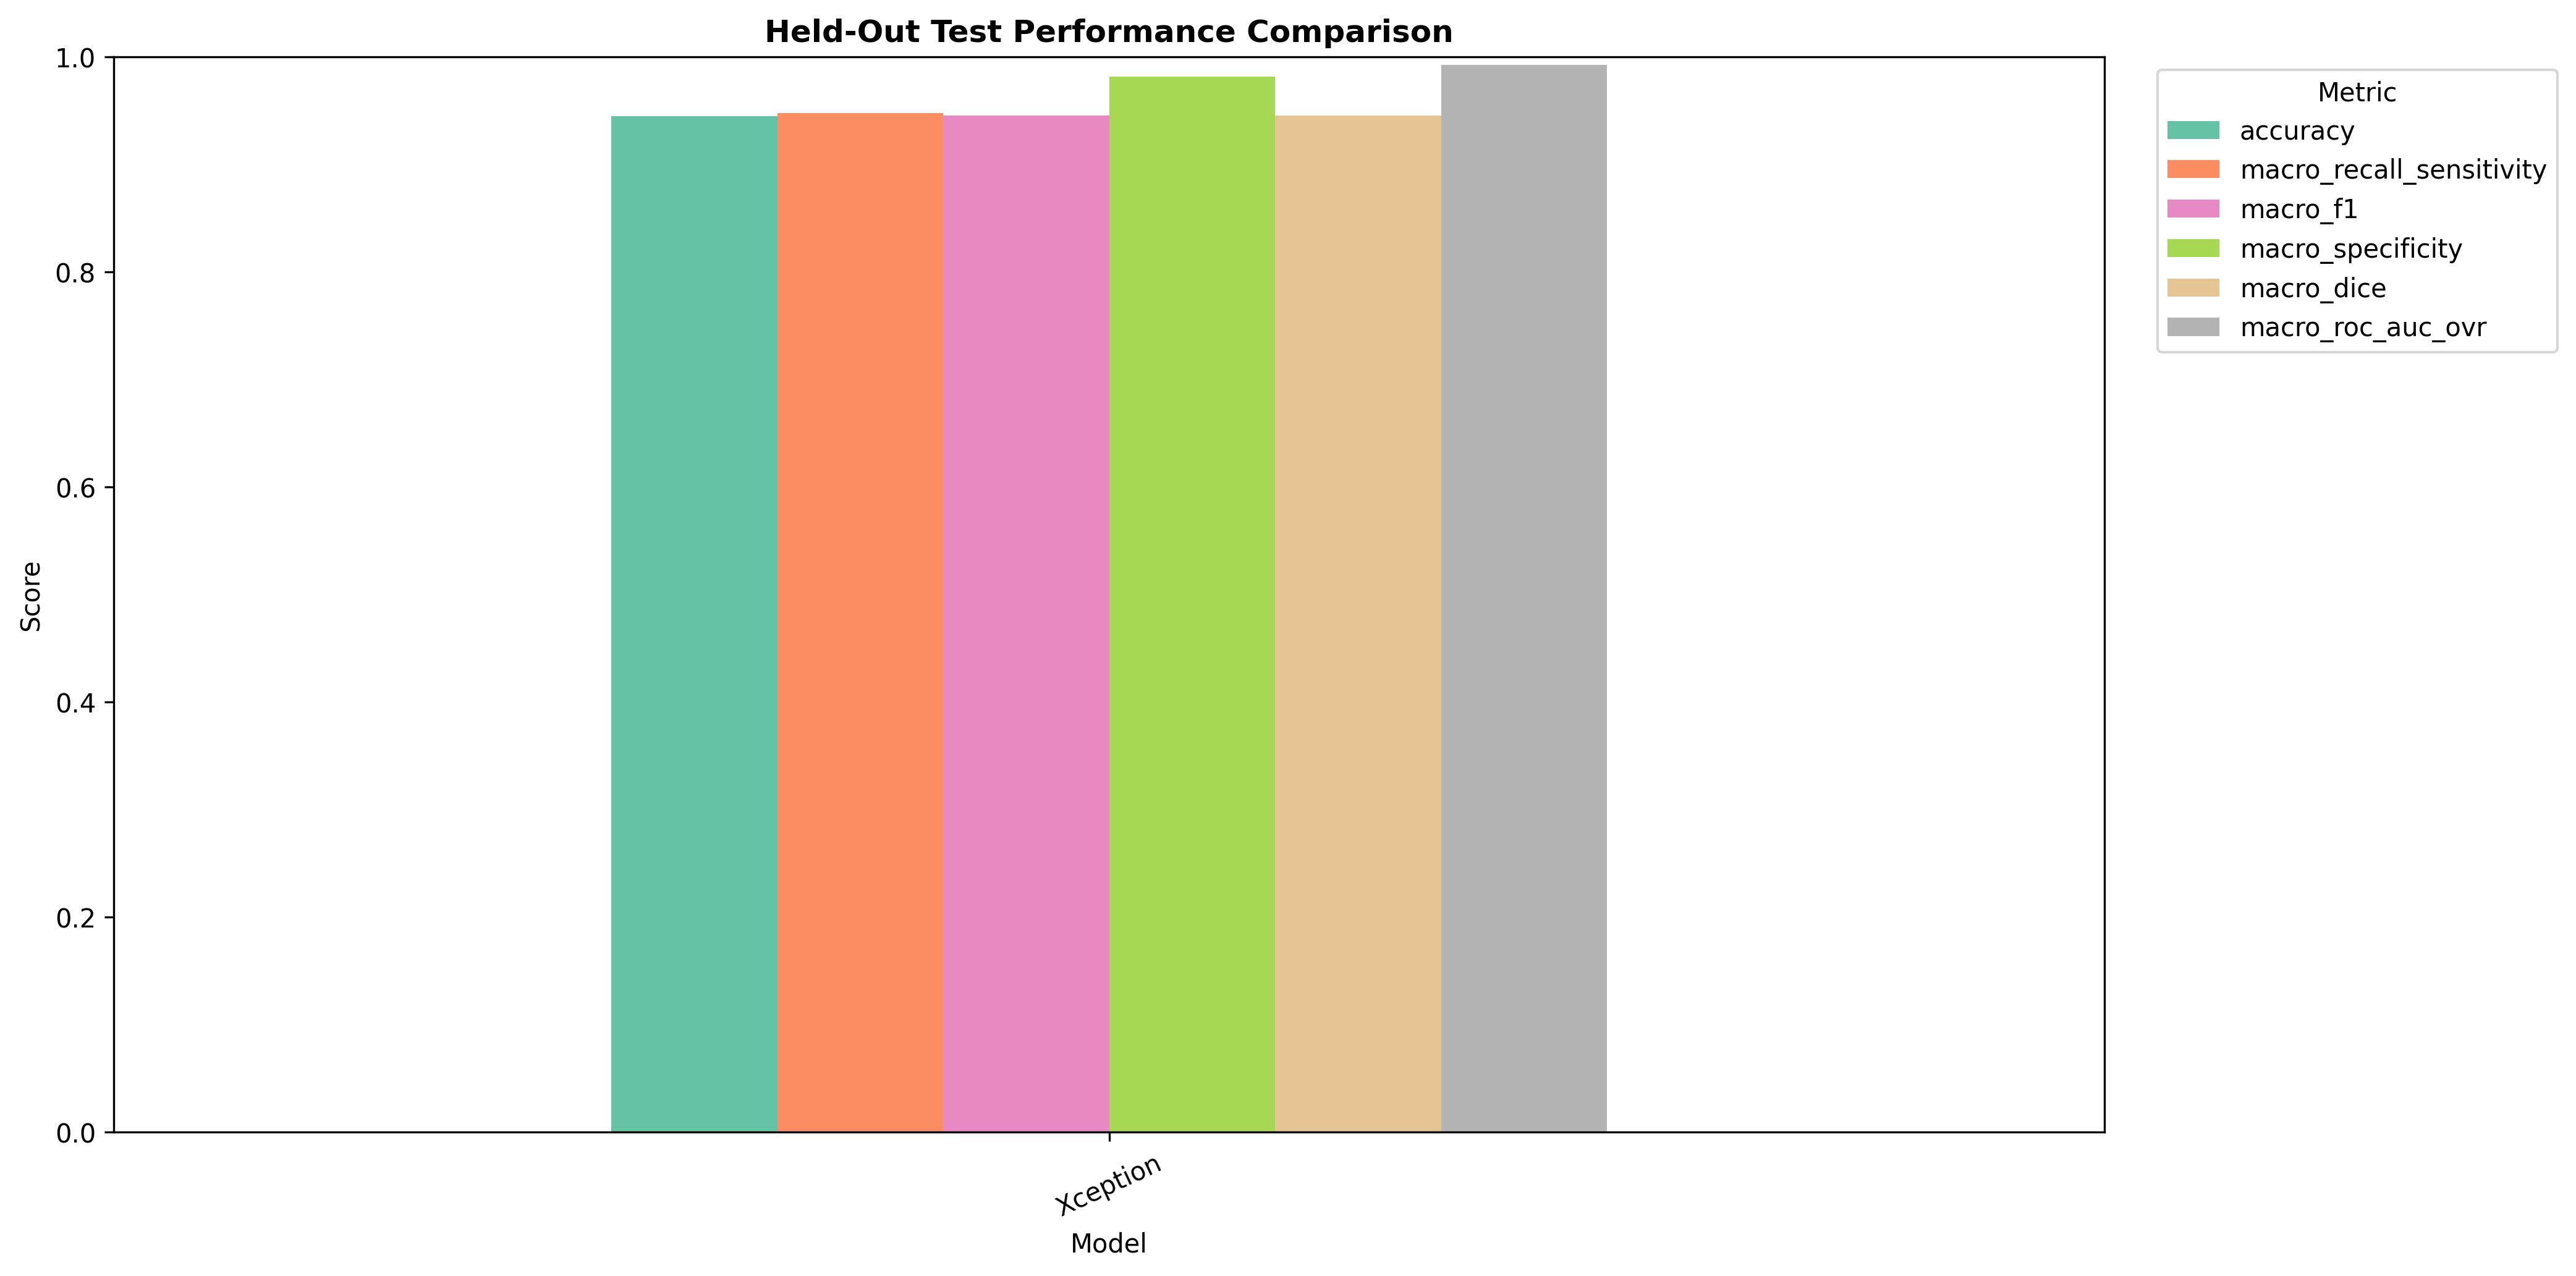 Held-Out Test Performance Comparison
1.0
0.8
0.6
0.4
0.2
0.0
Score
Xception
Model
Metric
accuracy
macro_recall_sensitivity
macro_f1
macro_specificity
macro_dice
macro_roc_auc_ovr